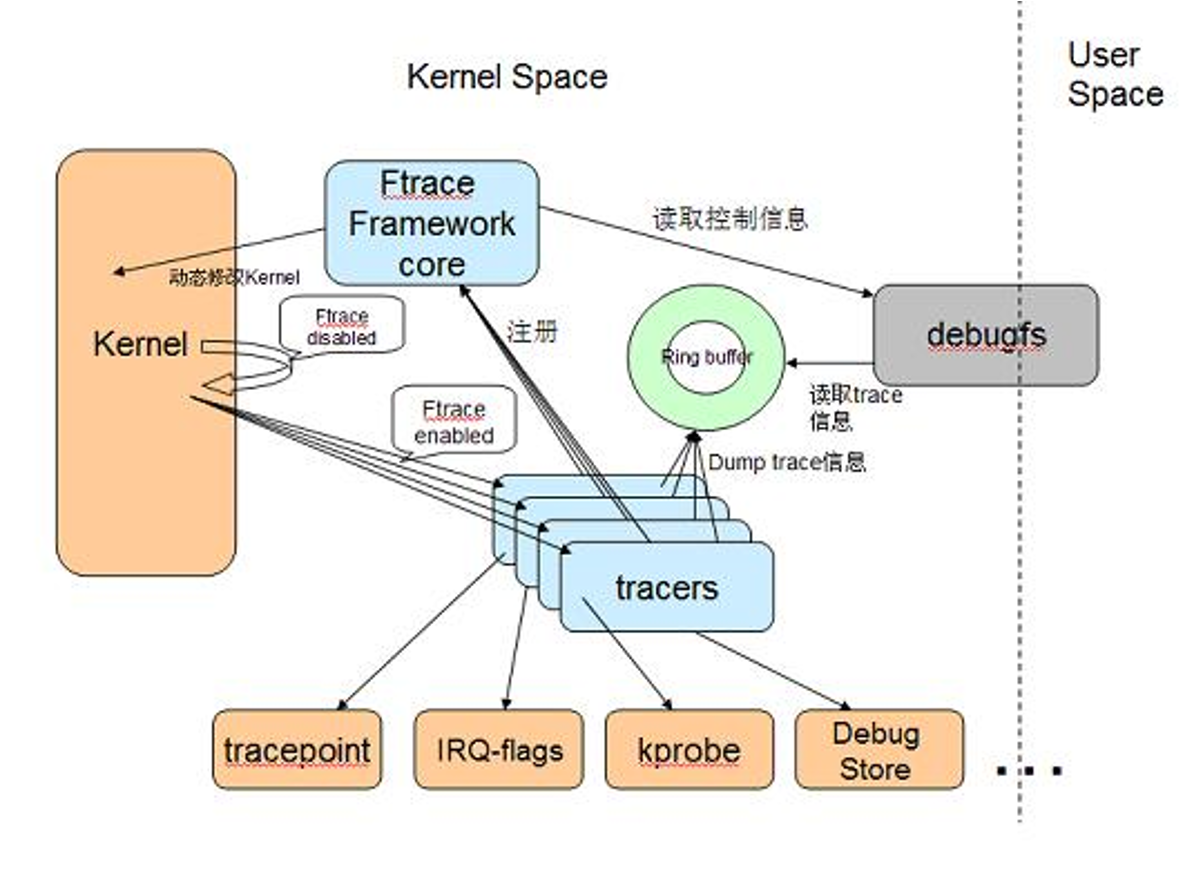 Kernel Space
User
Space
Ftrace
Framework
core
读取控制信息
动态修改Kernel
Ftrace
disabled
注册
Kernel
Ring buffer
debugfs
读取trace
信息
Ftrace
enabled
Dump trace信息
tracers
tracepoint
IRQ-flags
kprobe
Debug
Store
...